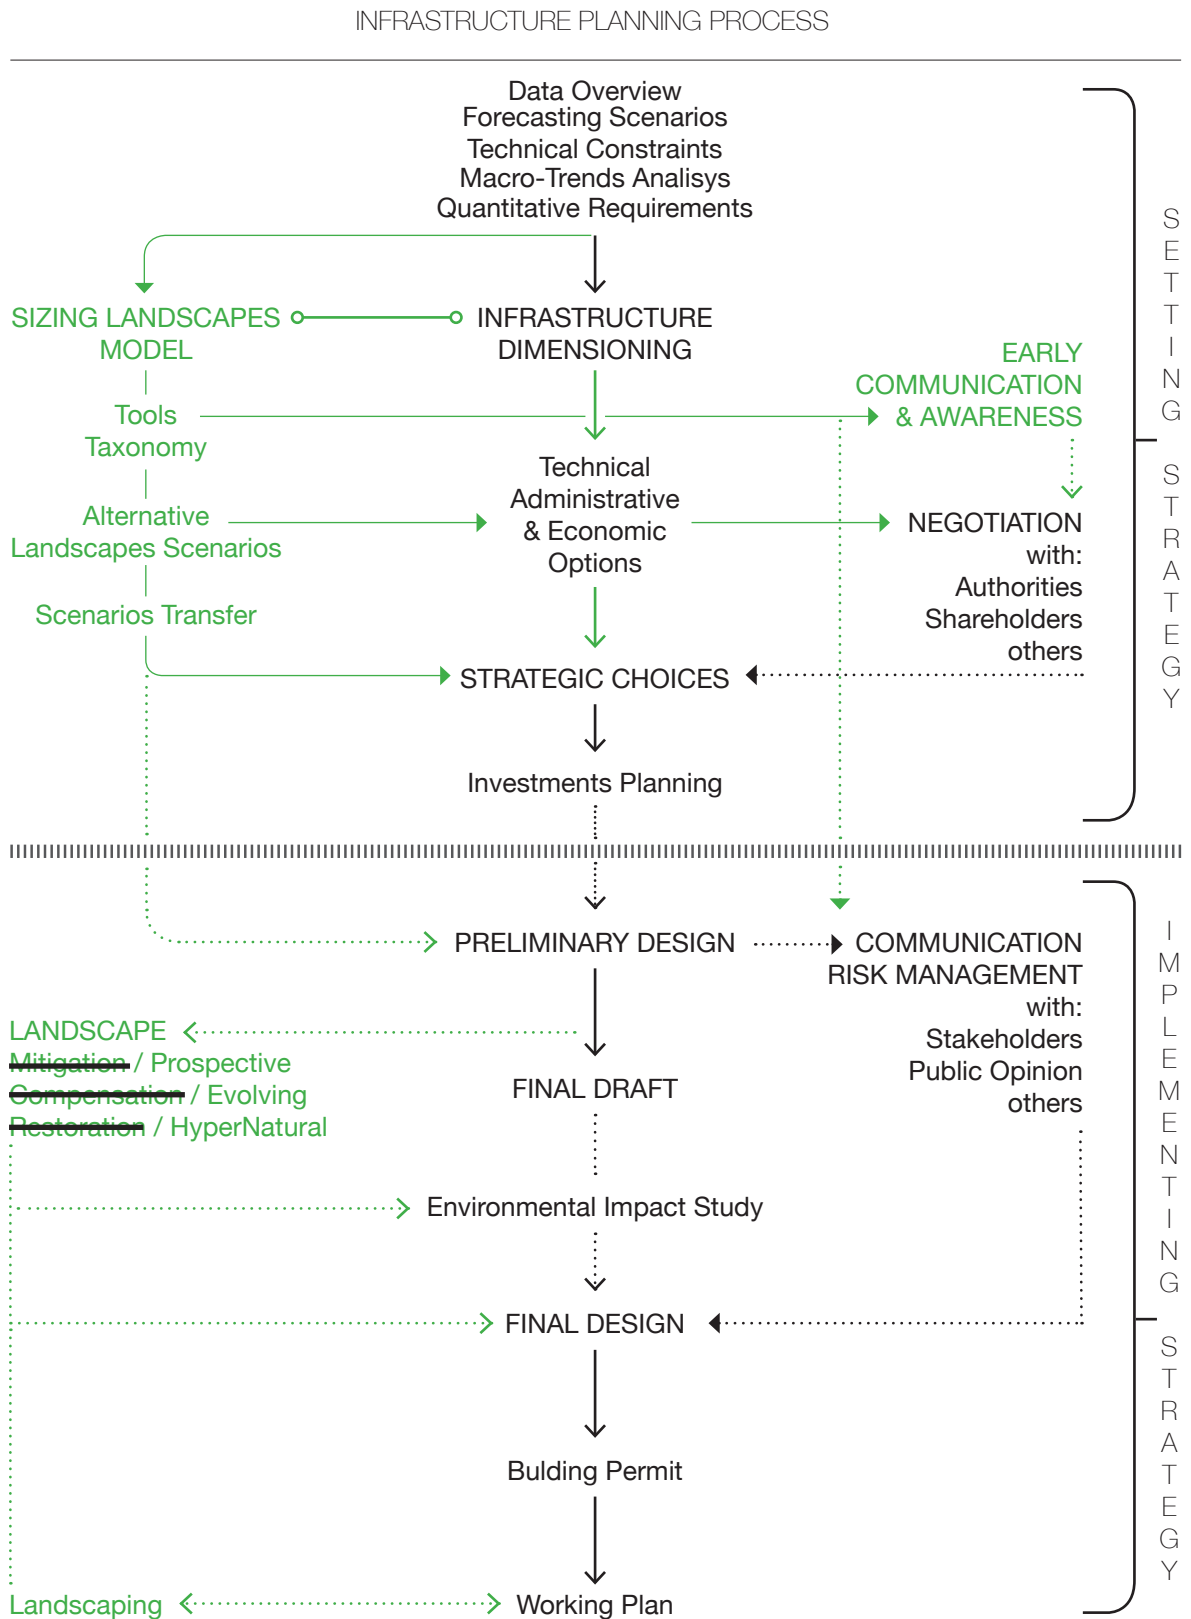 INFRASTRUCTURE PLANNING PROCESS
Data Overview
Forecasting Scenarios
Technical Constraints
Macro-Trends Analisys
Quantitative Requirements
SIZING LANDSCAPES
MODEL
INFRASTRUCTURE
DIMENSIONING
EARLY
COMMUNICATION
& AWARENESS
Tools
Taxonomy
Technical
Administrative
& Economic
Options
Alternative
Landscapes Scenarios
NEGOTIATION
with:
Authorities
Shareholders
others
Scenarios Transfer
STRATEGIC CHOICES
Investments Planning
SETTING STRATEGY
PRELIMINARY DESIGN
COMMUNICATION
RISK MANAGEMENT
with:
Stakeholders
Public Opinion
others
LANDSCAPE
Mitigation / Prospective
Compensation / Evolving
Restoration / HyperNatural
FINAL DRAFT
Environmental Impact Study
FINAL DESIGN
Bulding Permit
Landscaping
Working Plan
IMPLEMENTING STRATEGY